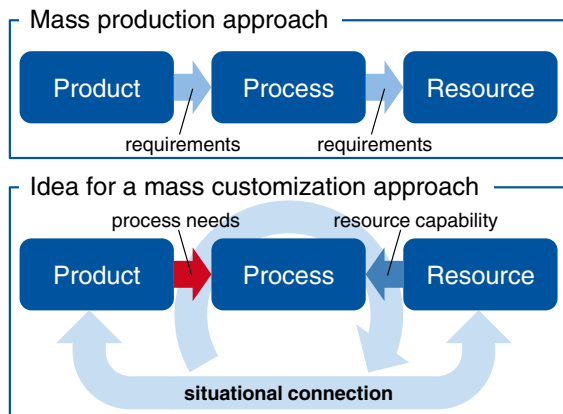 Mass production approach
Product
Process
Resource
requirements
requirements
Idea for a mass customization approach
process needs
resource capability
Product
Process
Resource
situational connection